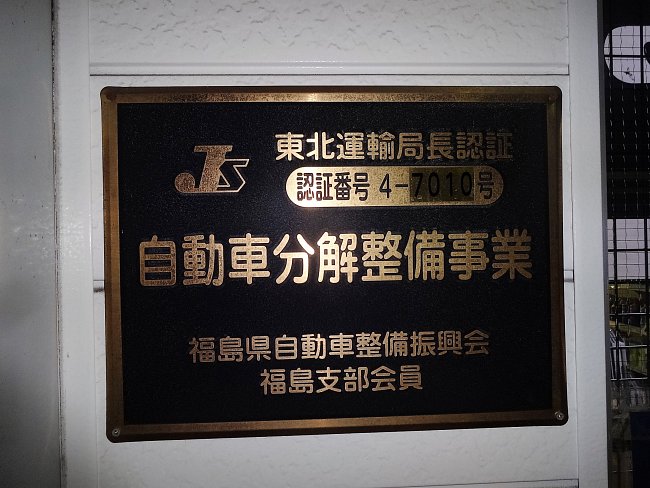 JS
東北運輸局長認証
認証番号 4-7010号
自動車分解整備事業
福島県自動車整備振興会
福島支部会員